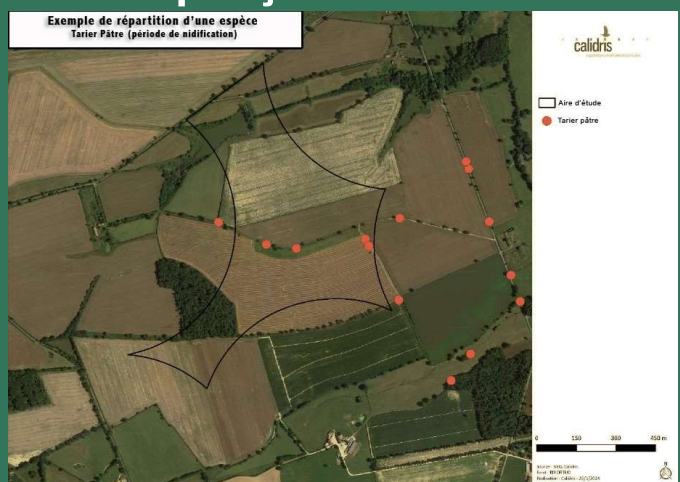 Exemple de répartition d'une espèce
Tarier Pâtre (période de nidification)
calidris
Aire d'étude
Tarier pâtre
0 150 300 450 m